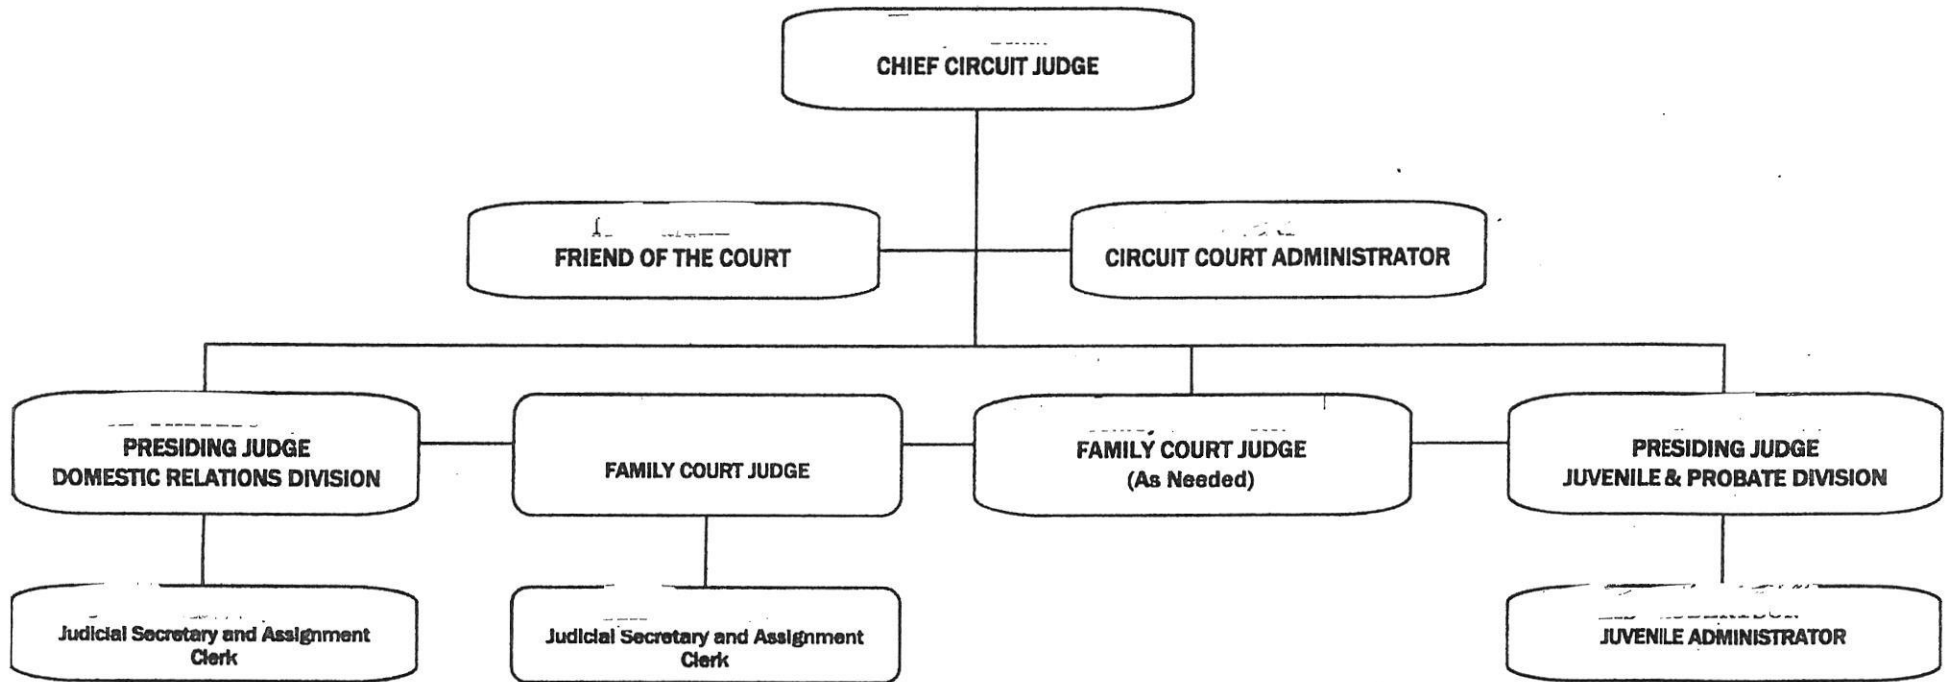 CHIEF CIRCUIT JUDGE
FRIEND OF THE COURT
CIRCUIT COURT ADMINISTRATOR
PRESIDING JUDGE
DOMESTIC RELATIONS DIVISION
FAMILY COURT JUDGE
FAMILY COURT JUDGE
(As Needed)
PRESIDING JUDGE
JUVENILE & PROBATE DIVISION
Judicial Secretary and Assignment
Clerk
Judicial Secretary and Assignment
Clerk
JUVENILE ADMINISTRATOR